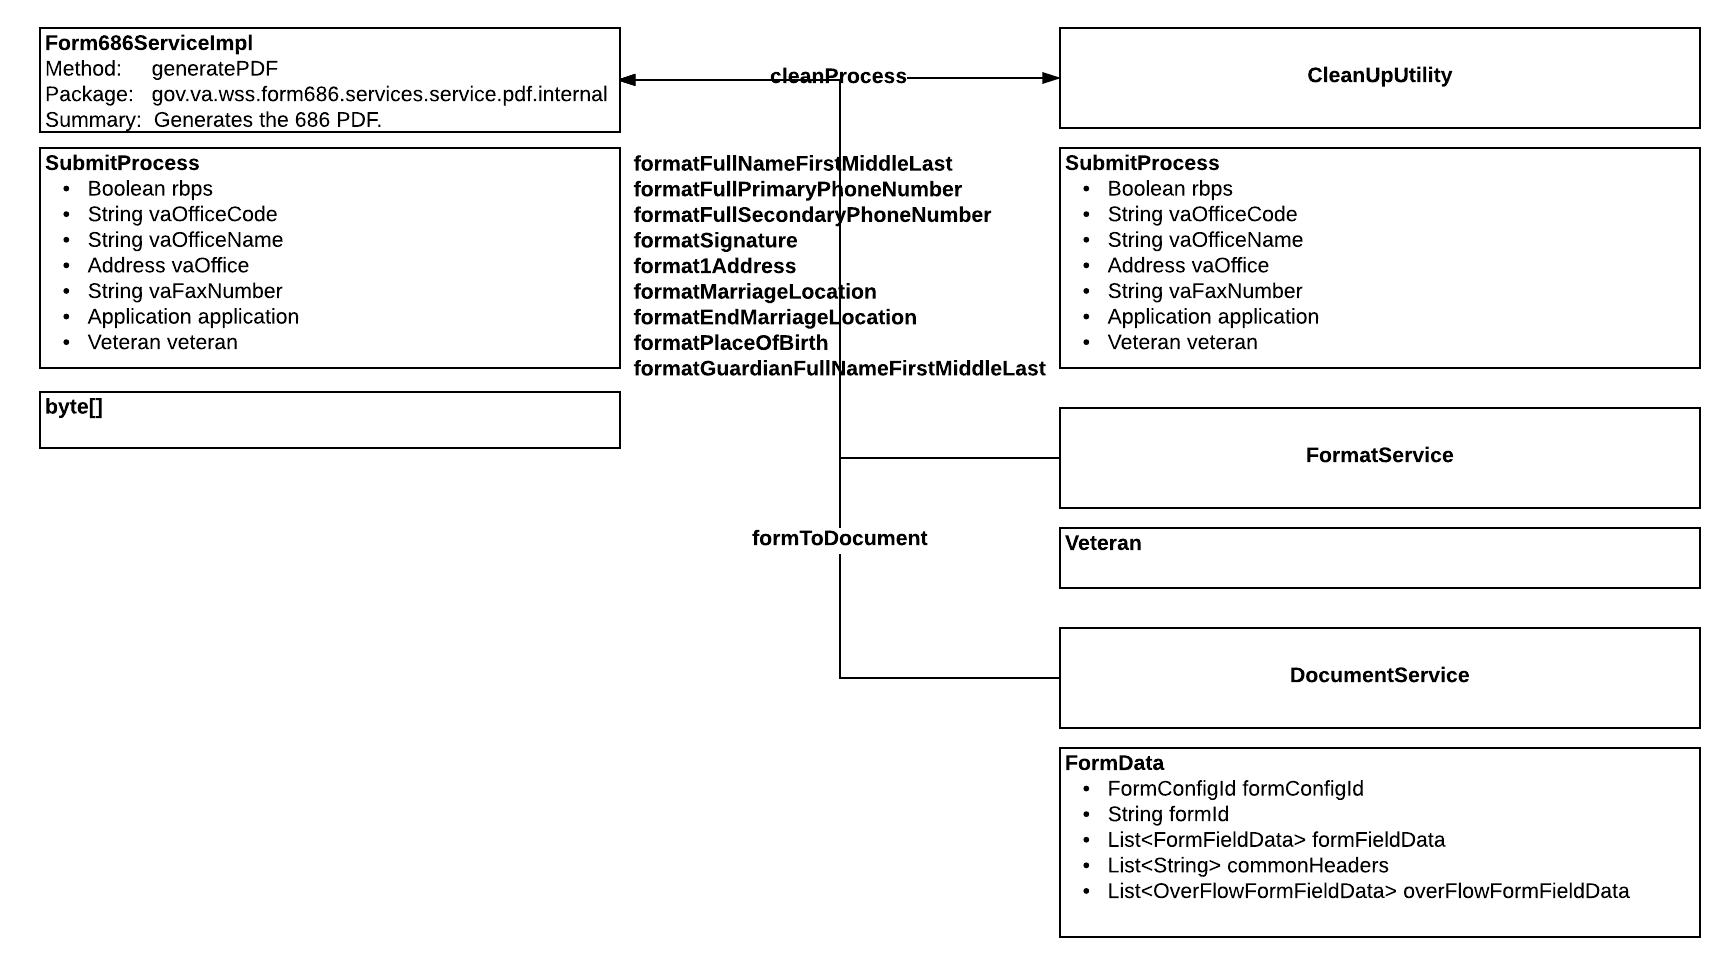 Form686ServiceImpl
Method: generatePDF
Package: gov.va.wss.form686.services.service.pdf.internal
Summary: Generates the 686 PDF.
cleanProcess
CleanUpUtility
SubmitProcess
• Boolean rbps
• String vaOfficeCode
• String vaOfficeName
• Address vaOffice
• String vaFaxNumber
• Application application
• Veteran veteran
formatFullNameFirstMiddleLast
formatFullPrimaryPhoneNumber
formatFullSecondaryPhoneNumber
formatSignature
format1Address
formatMarriageLocation
formatEndMarriageLocation
formatPlaceOfBirth
formatGuardianFullNameFirstMiddleLast
SubmitProcess
• Boolean rbps
• String vaOfficeCode
• String vaOfficeName
• Address vaOffice
• String vaFaxNumber
• Application application
• Veteran veteran
byte[]
FormatService
formToDocument
Veteran
DocumentService
FormData
• FormConfigId formConfigId
• String formId
• List<FormFieldData> formFieldData
• List<String> commonHeaders
• List<OverFlowFormFieldData> overFlowFormFieldData